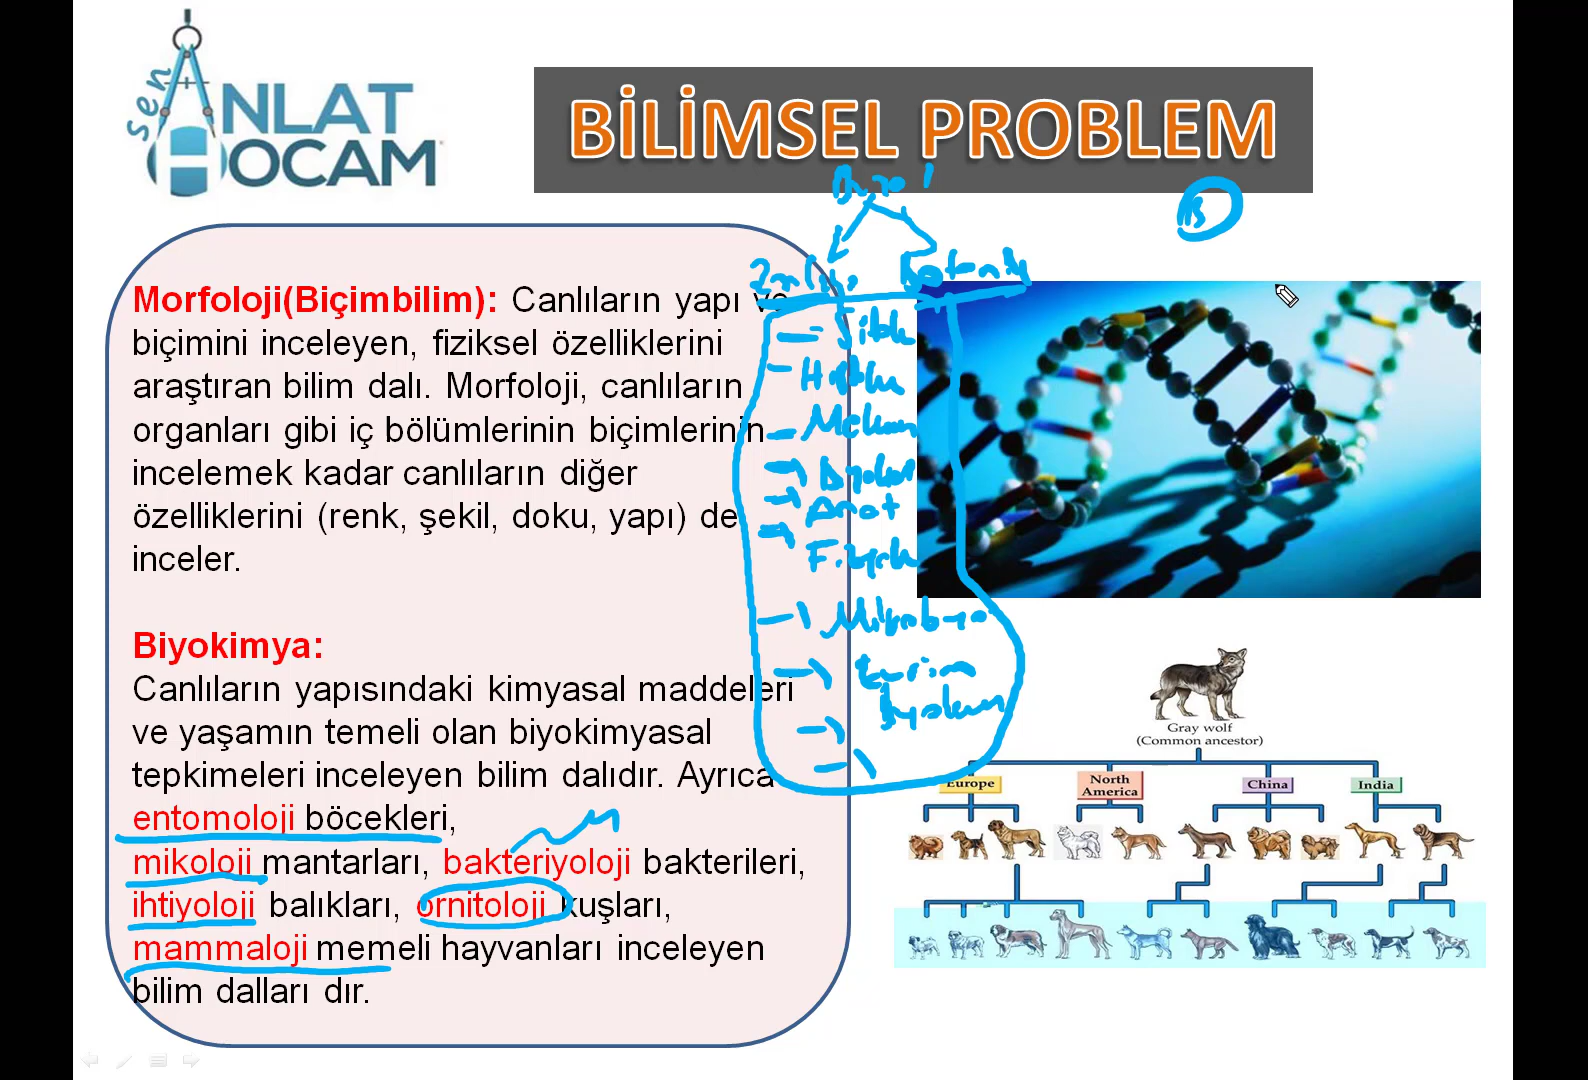 sen
ANLAT
HOCAM
BİLİMSEL PROBLEM
Morfoloji(Biçimbilim): Canlıların yapı ve
biçimini inceleyen, fiziksel özelliklerini
araştıran bilim dalı. Morfoloji, canlıların
organları gibi iç bölümlerinin biçimlerinin
incelemek kadar canlıların diğer
özelliklerini (renk, şekil, doku, yapı) de
inceler.
Biyokimya:
Canlıların yapısındaki kimyasal maddeleri
ve yaşamın temeli olan biyokimyasal
tepkimeleri inceleyen bilim dalıdır. Ayrıca
entomoloji böcekleri,
mikoloji mantarları, bakteriyoloji bakterileri,
ihtiyoloji balıkları, ornitoloji kuşları,
mammaloji memeli hayvanları inceleyen
bilim dalları dır.
Anat
Gray wolf
(Common ancestor)
Europe
North
America
China
India